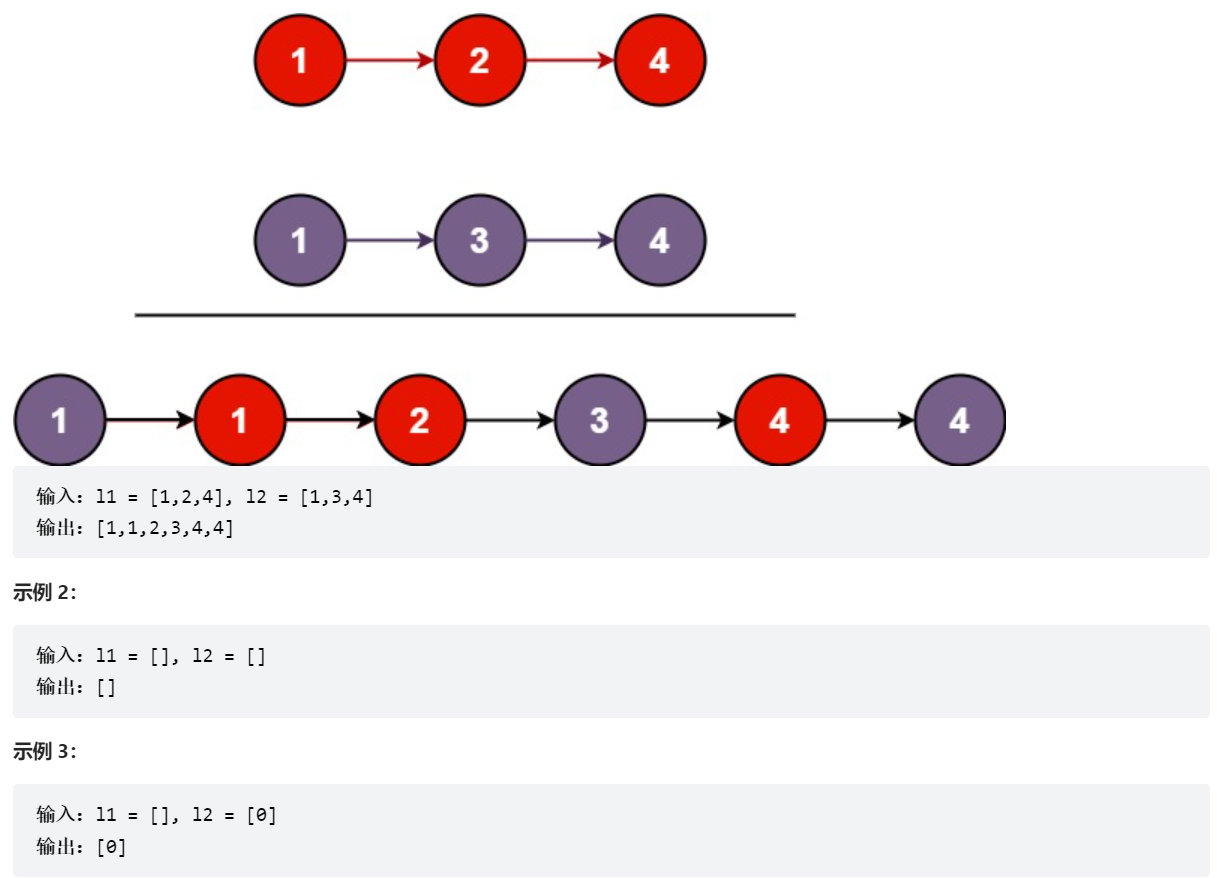 1 2 4
1 3 4
1 1 2 3 4 4
输入：l1 = [1,2,4], l2 = [1,3,4]
输出：[1,1,2,3,4,4]
示例 2：
输入：l1 = [], l2 = []
输出：[]
示例 3：
输入：l1 = [], l2 = [0]
输出：[0]